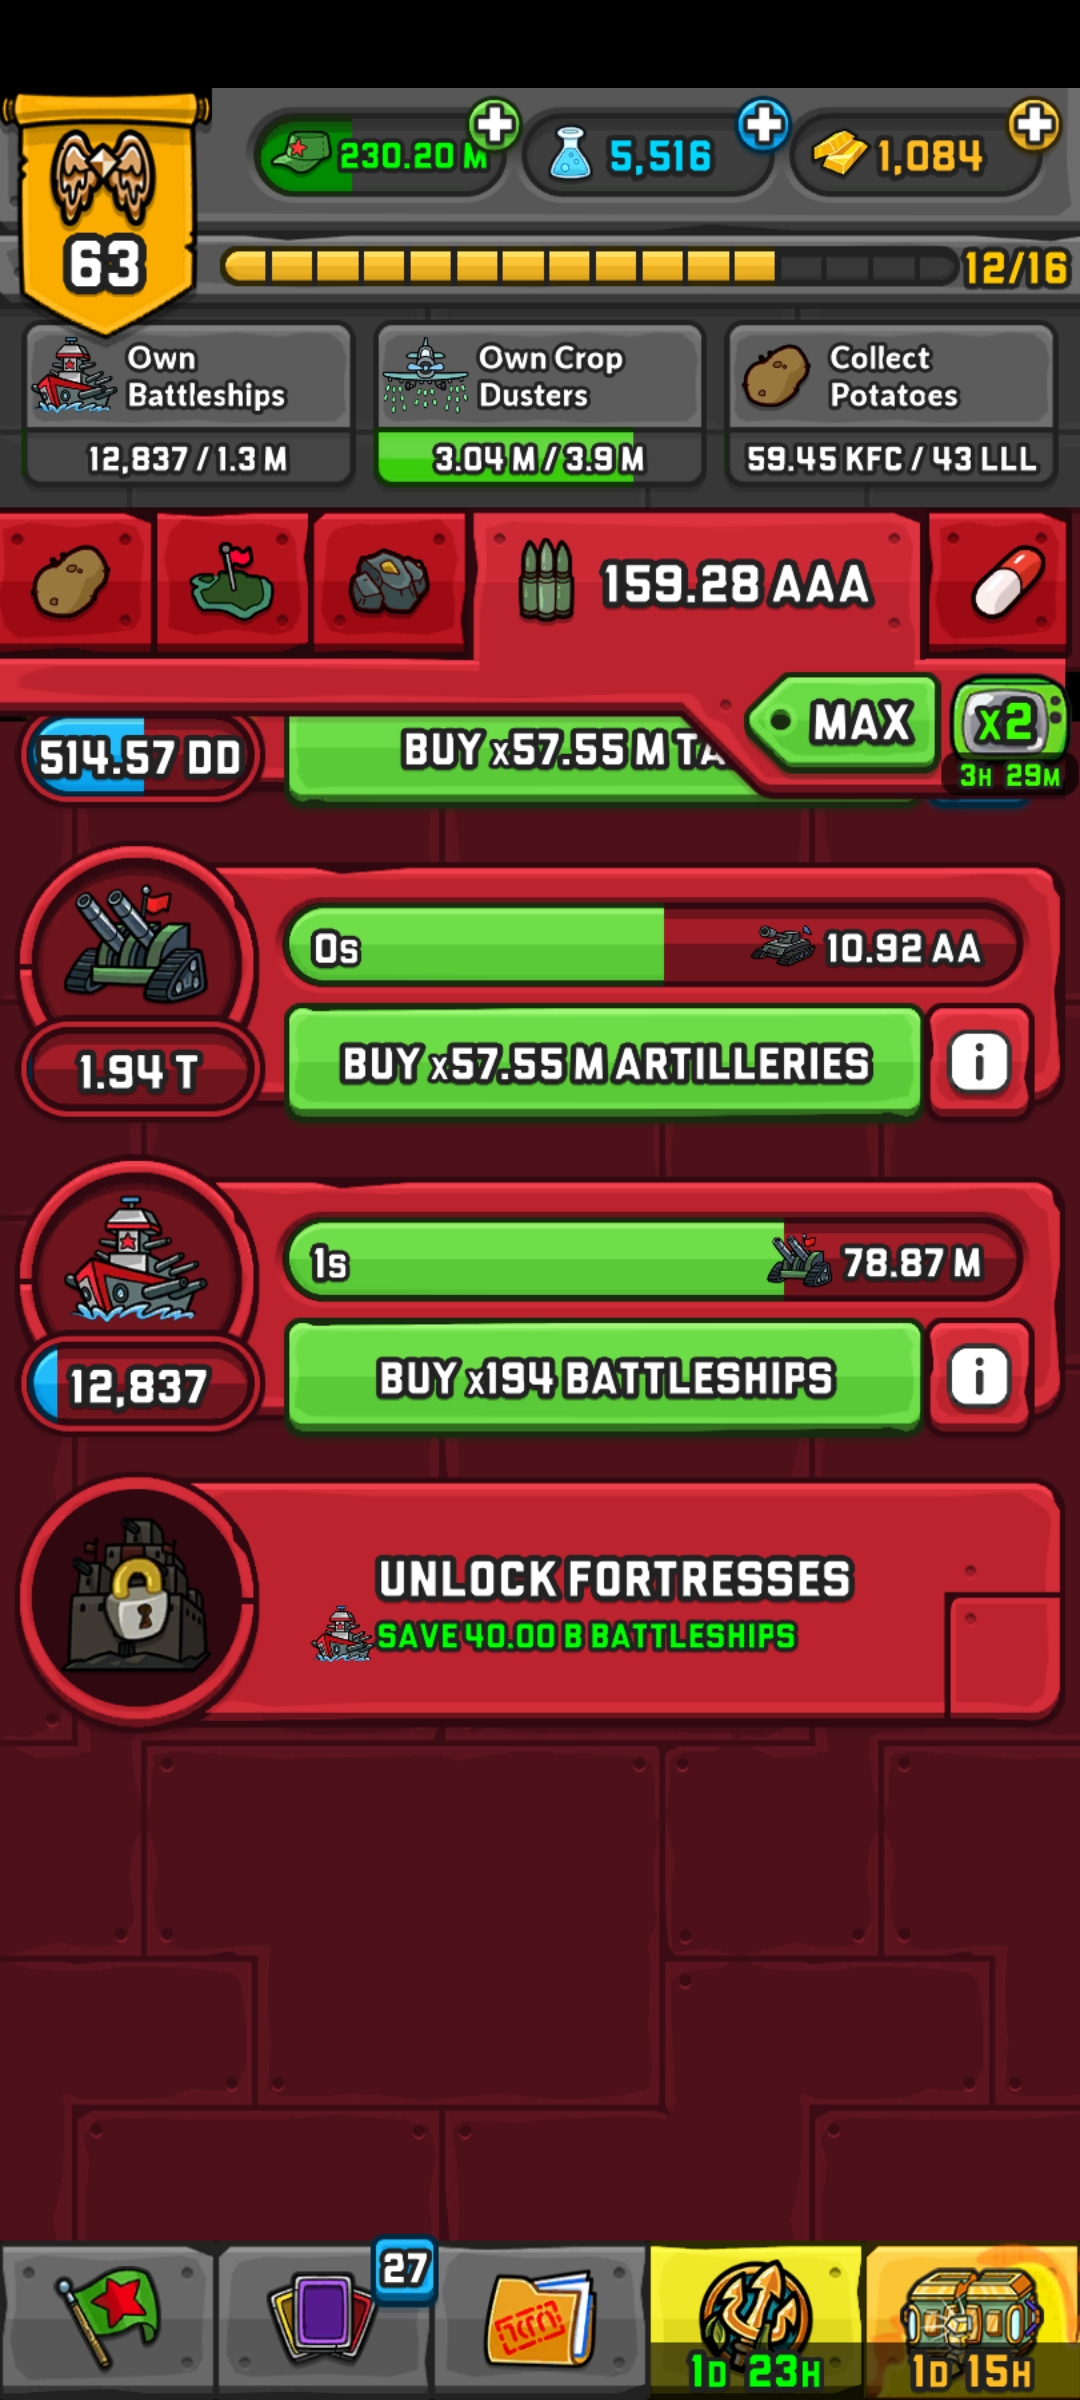 230.20 M
5,516
1,084
63
12/16
Own
Battleships
12,837 / 1.3 M
Own Crop
Dusters
3.04 M / 3.9 M
Collect
Potatoes
59.45 KFC / 43 LLL
159.28 AAA
MAX
X2
3H 29M
514.57 DD
BUY x57.55 M TA
0s
10.92 AA
1.94 T
BUY x57.55 M ARTILLERIES
i
1s
78.87 M
12,837
BUY x194 BATTLESHIPS
i
UNLOCK FORTRESSES
SAVE 40.00 B BATTLESHIPS
27
1D 23H
1D 15H